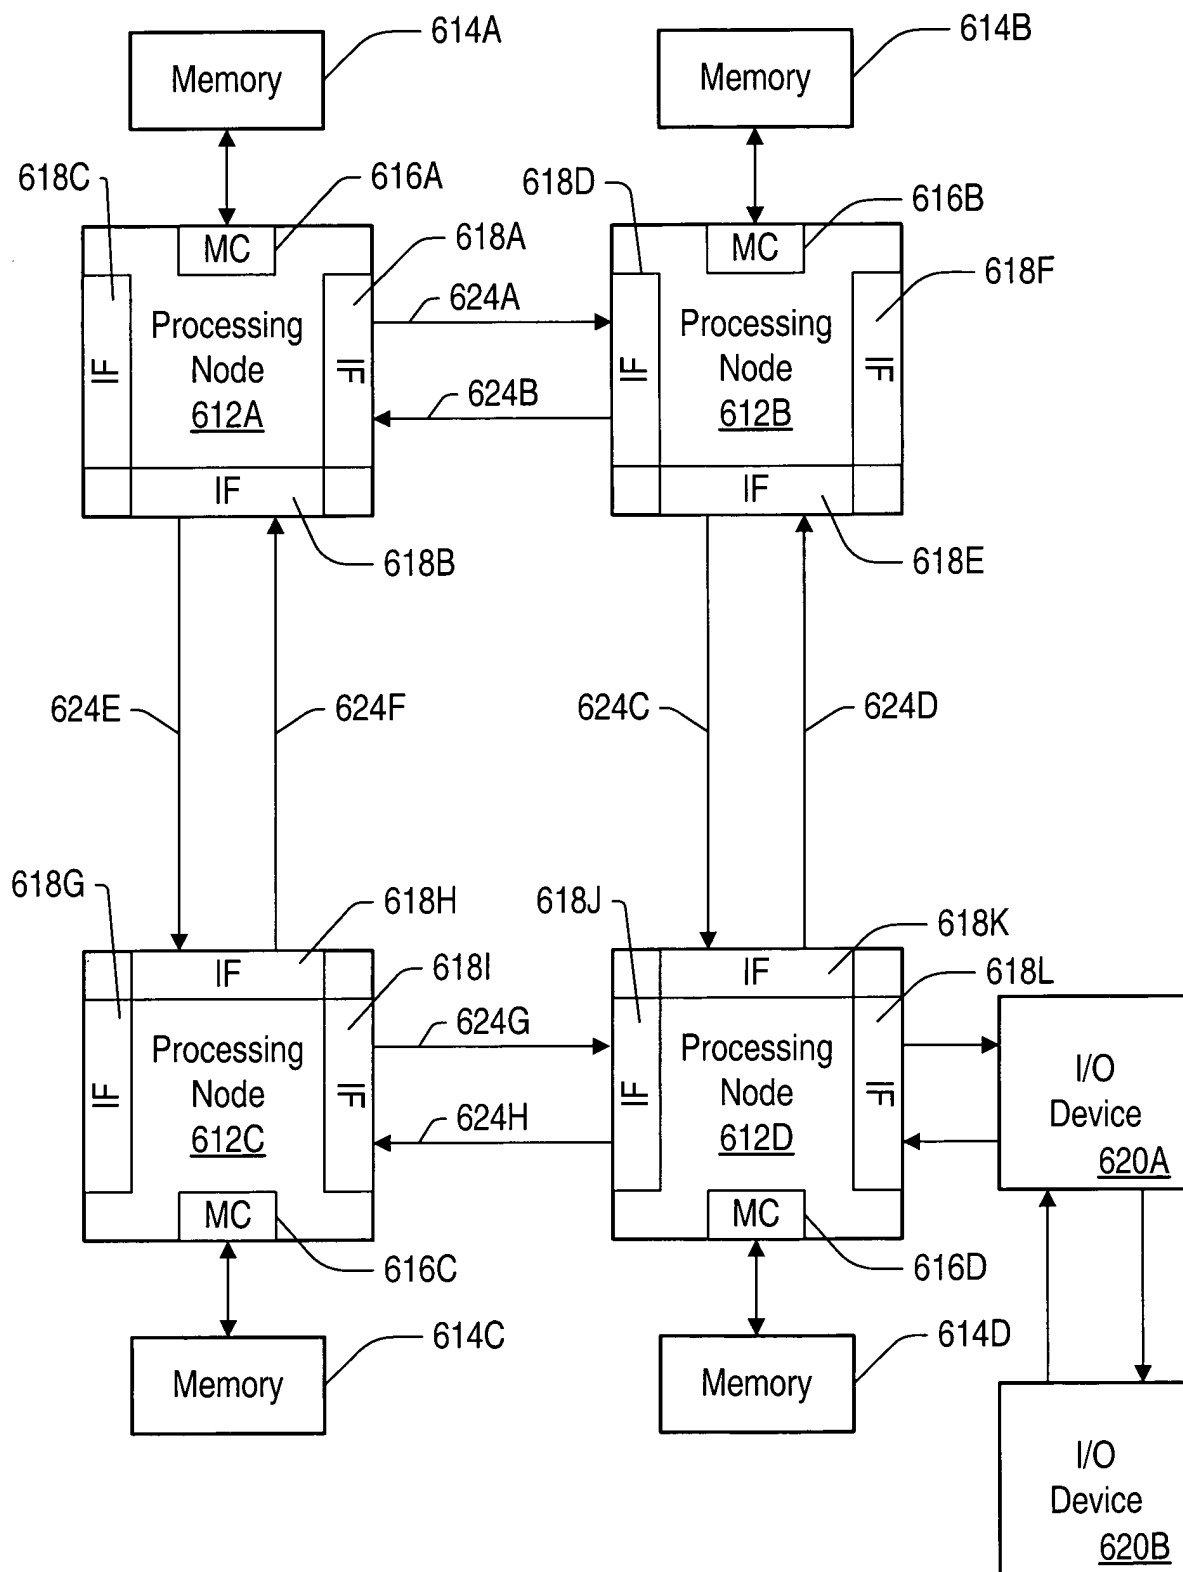 614A
614B
Memory
Memory
618C
616A
618D
616B
MC
618A
MC
618F
624A
Processing
Node
612A
Processing
Node
612B
IF
IF
IF
IF
624B
IF
IF
618B
618E
624E
624F
624C
624D
618G
618H
618J
618K
IF
618I
IF
618L
624G
Processing
Node
612C
Processing
Node
612D
I/O
Device
620A
IF
IF
IF
IF
624H
MC
MC
616C
616D
614C
614D
Memory
Memory
I/O
Device
620B